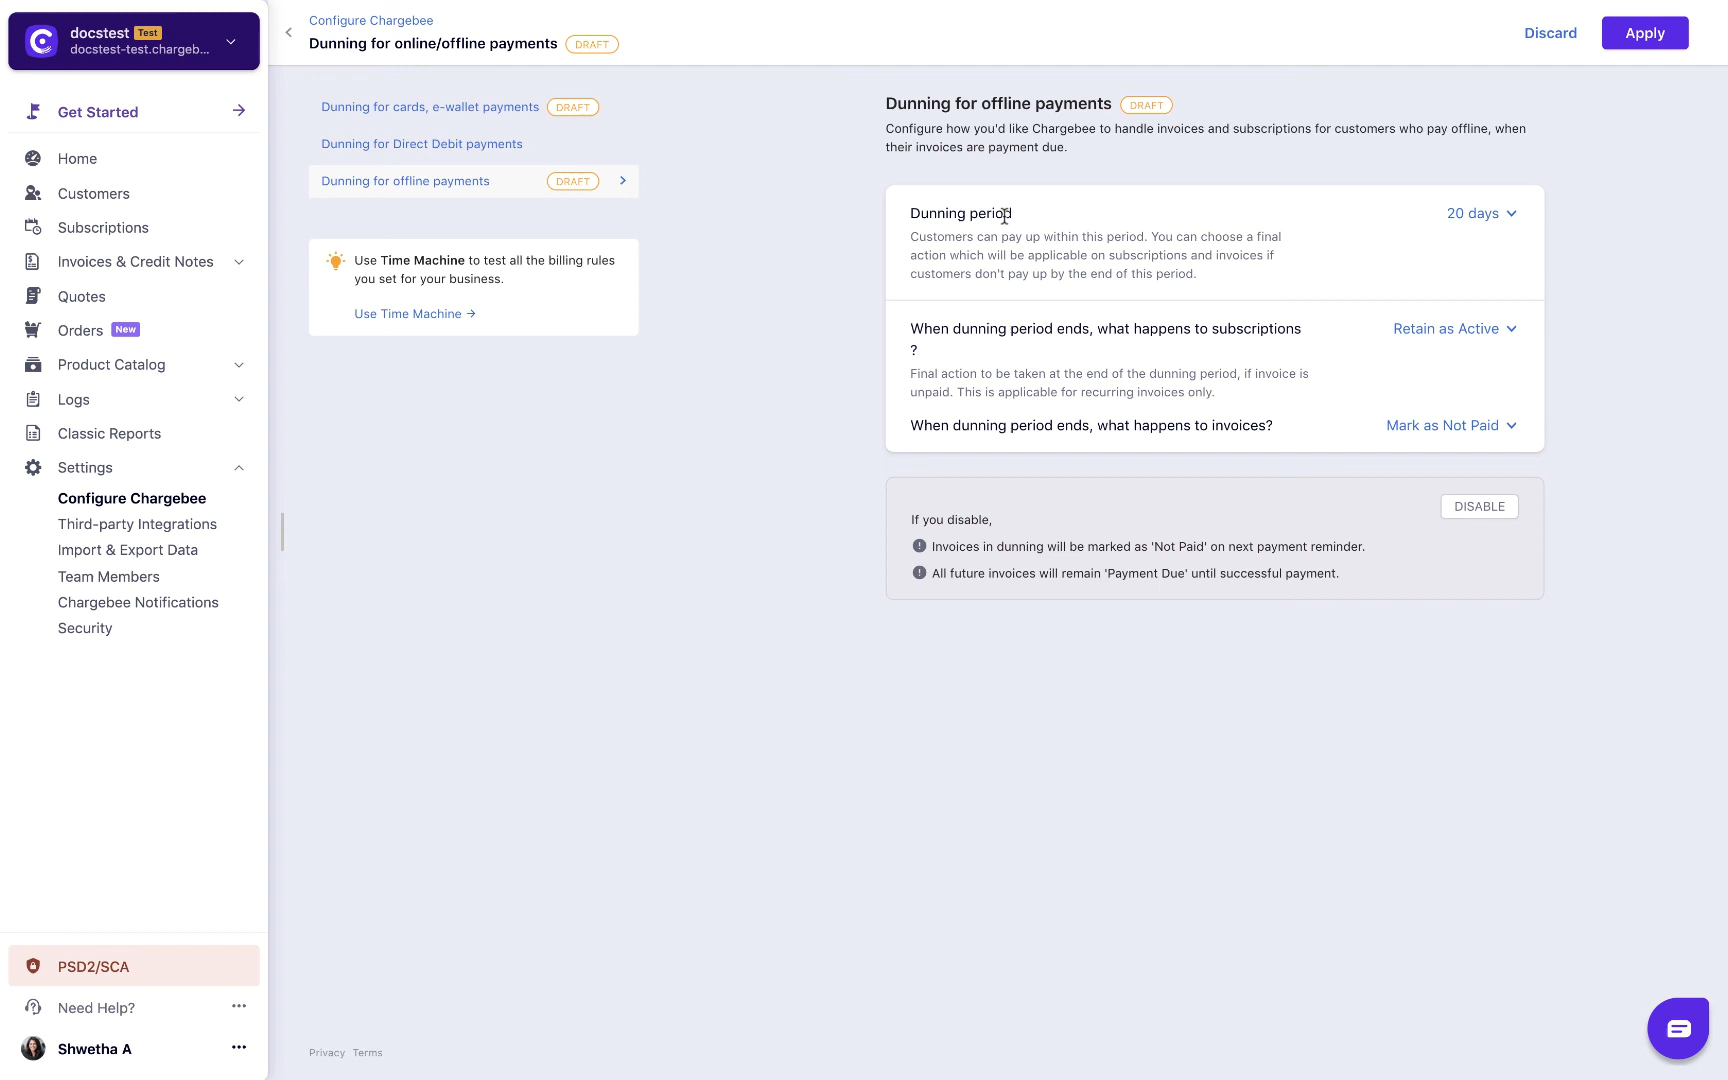 docstest Test
docstest-test.chargeb...
Get Started
Home
Customers
Subscriptions
Invoices & Credit Notes
Quotes
Orders New
Product Catalog
Logs
Classic Reports
Settings
Configure Chargebee
Third-party Integrations
Import & Export Data
Team Members
Chargebee Notifications
Security
PSD2/SCA
Need Help?
Shwetha A
Configure Chargebee
Dunning for online/offline payments DRAFT
Discard
Apply
Dunning for cards, e-wallet payments DRAFT
Dunning for Direct Debit payments
Dunning for offline payments DRAFT
Use Time Machine to test all the billing rules
you set for your business.
Use Time Machine →
Dunning for offline payments DRAFT
Configure how you'd like Chargebee to handle invoices and subscriptions for customers who pay offline, when
their invoices are payment due.
Dunning period 20 days
Customers can pay up within this period. You can choose a final
action which will be applicable on subscriptions and invoices if
customers don't pay up by the end of this period.
When dunning period ends, what happens to subscriptions Retain as Active
?
Final action to be taken at the end of the dunning period, if invoice is
unpaid. This is applicable for recurring invoices only.
When dunning period ends, what happens to invoices? Mark as Not Paid
DISABLE
If you disable,
Invoices in dunning will be marked as 'Not Paid' on next payment reminder.
All future invoices will remain 'Payment Due' until successful payment.
Privacy Terms